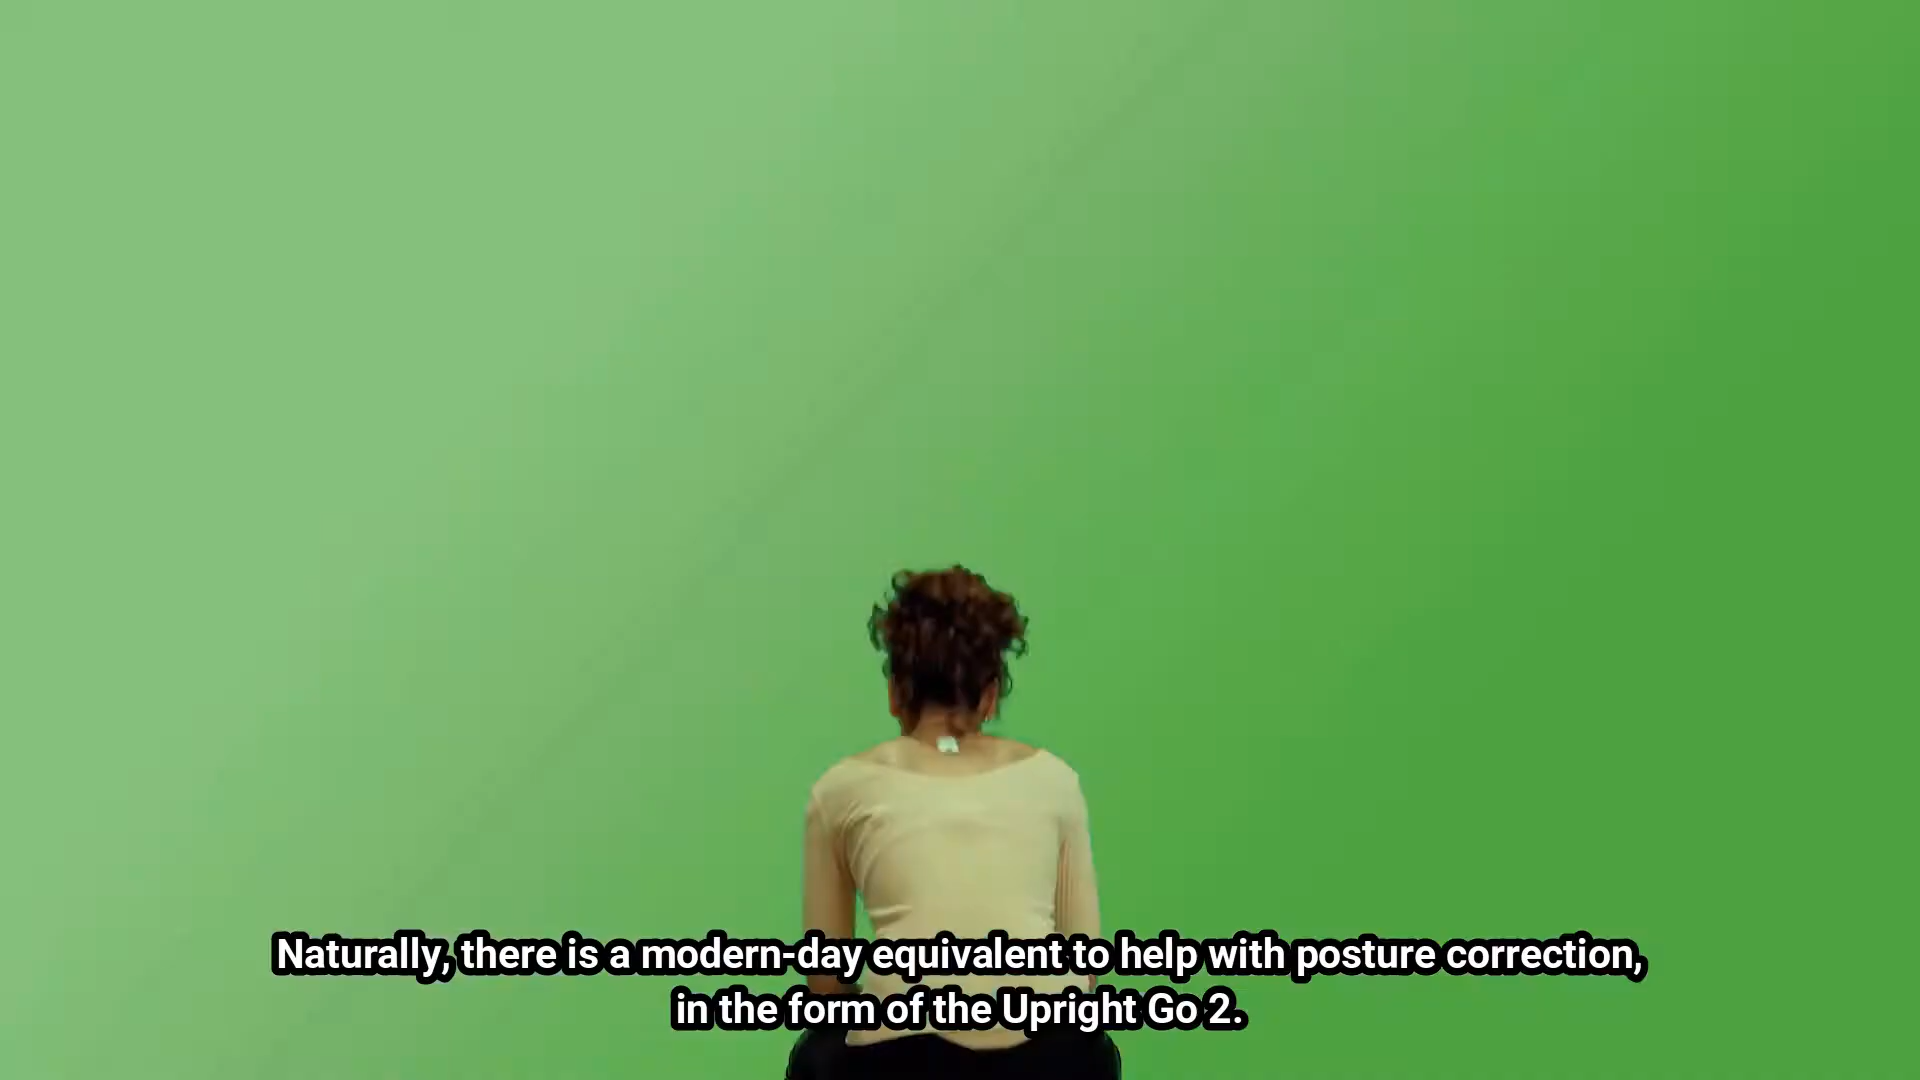 Naturally, there is a modern-day equivalent to help with posture correction,
in the form of the Upright Go 2.